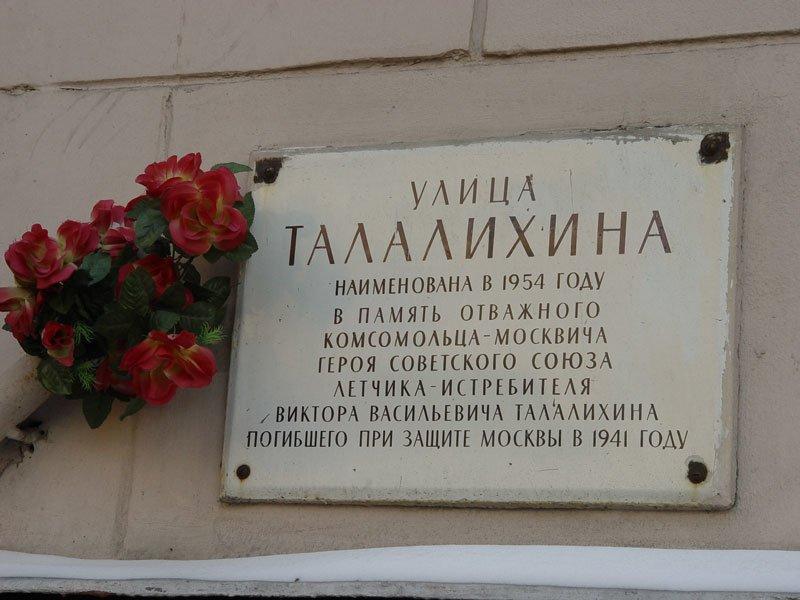 УЛИЦА
ТАЛАЛИХИНА
НАИМЕНОВАНА В 1954 ГОДУ
В ПАМЯТЬ ОТВАЖНОГО
КОМСОМОЛЬЦА-МОСКВИЧА
ГЕРОЯ СОВЕТСКОГО СОЮЗА
ЛЕТЧИКА-ИСТРЕБИТЕЛЯ
ВИКТОРА ВАСИЛЬЕВИЧА ТАЛАЛИХИНА
ПОГИБШЕГО ПРИ ЗАЩИТЕ МОСКВЫ В 1941 ГОДУ